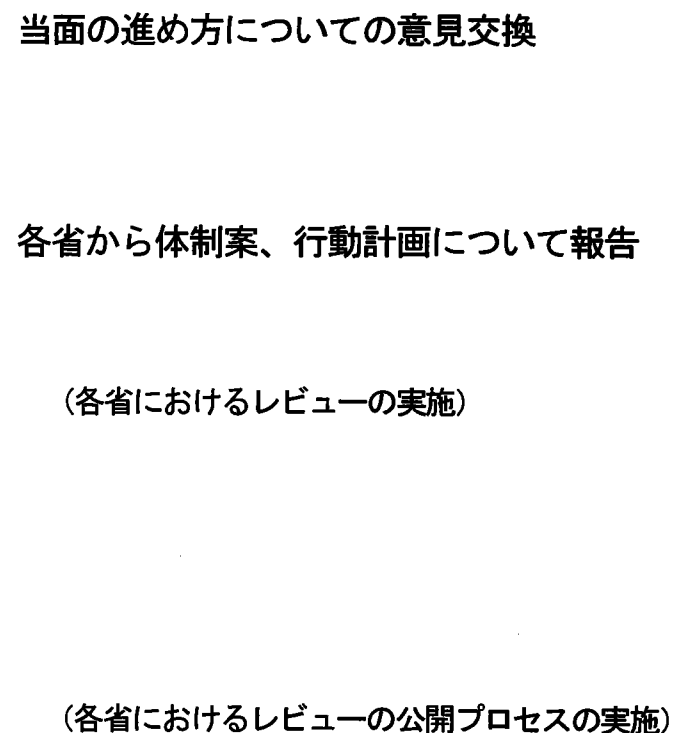 当面の進め方についての意見交換
各省から体制案、行動計画について報告
（各省におけるレビューの実施）
（各省におけるレビューの公開プロセスの実施）